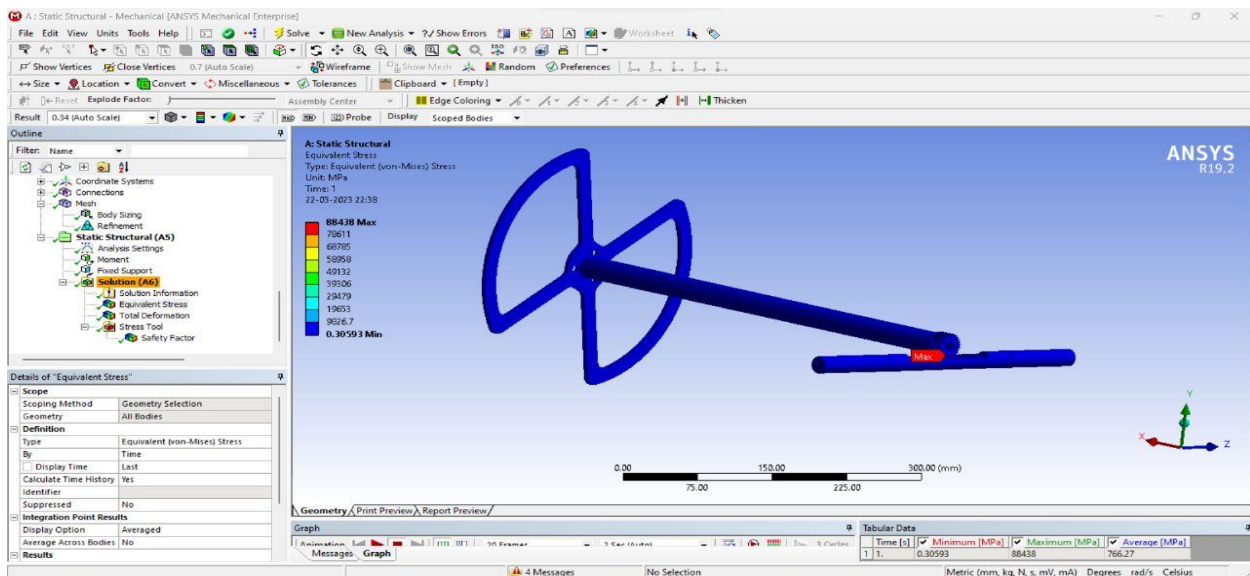 A : Static Structural - Mechanical [ANSYS Mechanical Enterprise]
File Edit View Units Tools Help Solve New Analysis ?/ Show Errors Worksheet
Show Vertices Close Vertices 0.7 (Auto Scale) Wireframe Show Mesh Random Preferences
Size Location Convert Miscellaneous Tolerances Clipboard [Empty]
Reset Explode Factor: Assembly Center Edge Coloring Thicken
Result 0.34 (Auto Scale) Probe Display Scoped Bodies
Outline
Filter: Name
Coordinate Systems
Connections
Mesh
Body Sizing
Refinement
Static Structural (A5)
Analysis Settings
Moment
Fixed Support
Solution (A6)
Solution Information
Equivalent Stress
Total Deformation
Stress Tool
Safety Factor
Details of "Equivalent Stress"
Scope
Scoping Method Geometry Selection
Geometry All Bodies
Definition
Type Equivalent (von-Mises) Stress
By Time
Display Time Last
Calculate Time History Yes
Identifier
Suppressed No
Integration Point Results
Display Option Averaged
Average Across Bodies No
Results
A: Static Structural
Equivalent Stress
Type: Equivalent (von-Mises) Stress
Unit: MPa
Time: 1
22-03-2023 22:38
88438 Max
78611
68785
58958
49132
39306
29479
19653
9826.7
0.30593 Min
ANSYS
R19.2
Max
Y
X
Z
0.00 150.00 300.00 (mm)
75.00 225.00
Geometry Print Preview Report Preview
Graph
Animation 20 Frames 2 Sec (Auto) 3 Cycles
Messages Graph
Tabular Data
Time [s] Minimum [MPa] Maximum [MPa] Average [MPa]
1 1. 0.30593 88438 766.27
4 Messages No Selection Metric (mm, kg, N, s, mV, mA) Degrees rad/s Celsius